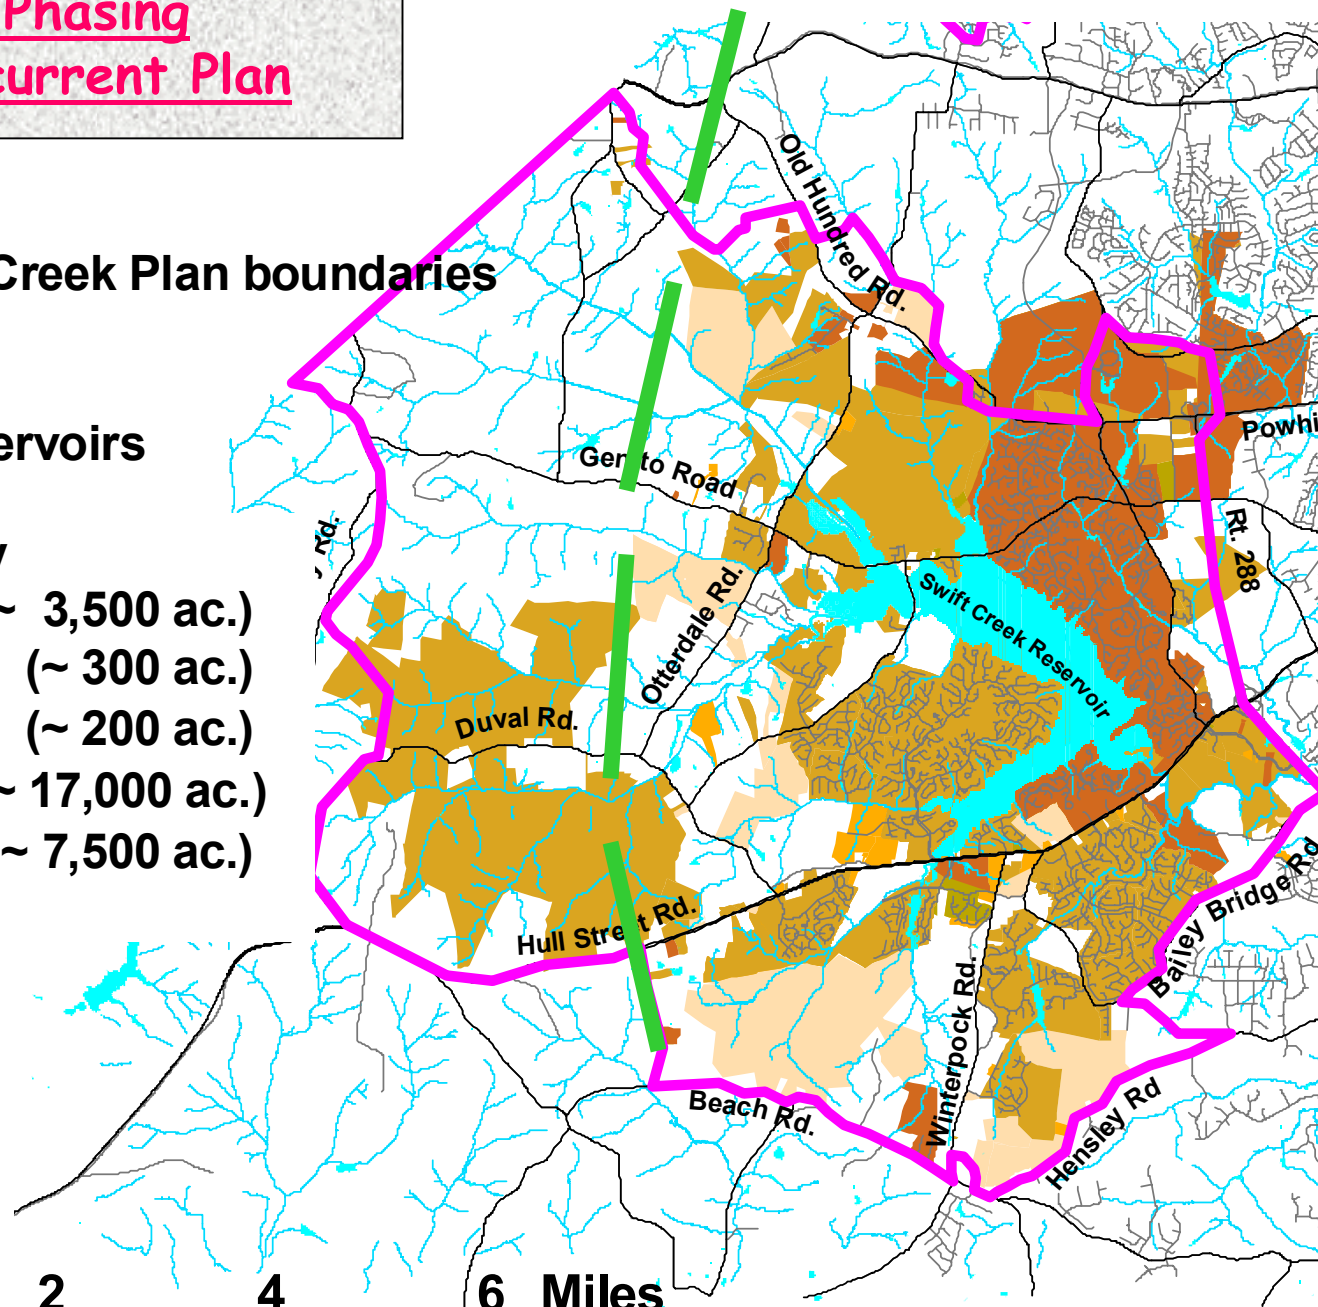 Phasing
current Plan
Creek Plan boundaries
ervoirs
y
~ 3,500 ac.)
(~ 300 ac.)
(~ 200 ac.)
~ 17,000 ac.)
~ 7,500 ac.)
Old Hundred Rd.
Genito Road
Powhi
Rt. 288
Rd.
Otterdale Rd.
Swift Creek Reservoir
Duval Rd.
Hull Street Rd.
Bailey Bridge Rd
Winterpock Rd.
Beach Rd.
Hensley Rd
2 4 6 Miles